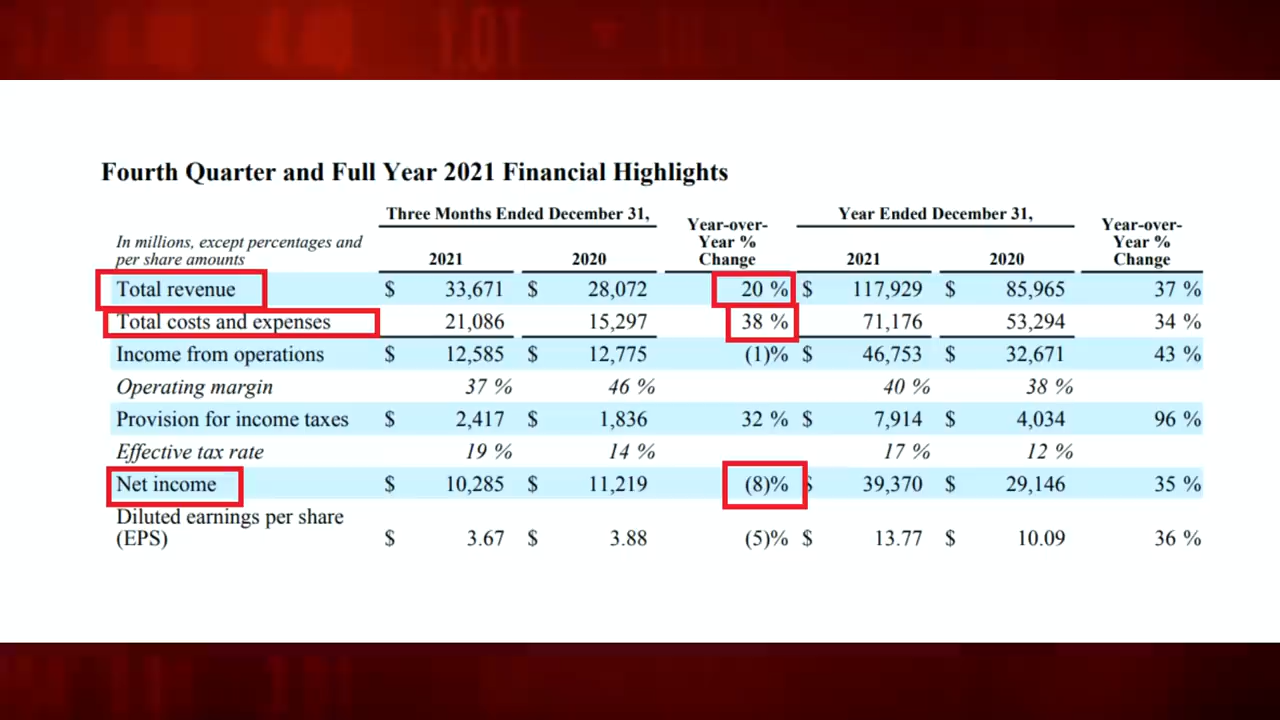 Fourth Quarter and Full Year 2021 Financial Highlights
Three Months Ended December 31, Year-over-Year % Change Year Ended December 31, Year-over-Year % Change
In millions, except percentages and
per share amounts 2021 2020 2021 2020
Total revenue $ 33,671 $ 28,072 20 % $ 117,929 $ 85,965 37 %
Total costs and expenses 21,086 15,297 38 % 71,176 53,294 34 %
Income from operations $ 12,585 $ 12,775 (1)% $ 46,753 $ 32,671 43 %
Operating margin 37 % 46 % 40 % 38 %
Provision for income taxes $ 2,417 $ 1,836 32 % $ 7,914 $ 4,034 96 %
Effective tax rate 19 % 14 % 17 % 12 %
Net income $ 10,285 $ 11,219 (8)% $ 39,370 $ 29,146 35 %
Diluted earnings per share
(EPS) $ 3.67 $ 3.88 (5)% $ 13.77 $ 10.09 36 %